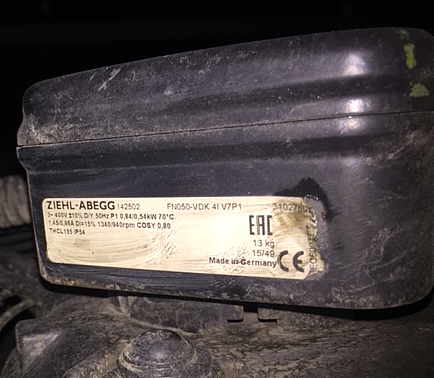 ZIEHL-ABEGG 142502 FN050-VDK.4I.V7P1
3~ 400V ±10% D/Y 50Hz P1 0,84/0,54kW 70°C
1,45/0,96A DI=15% 1340/940rpm COSY 0,80
THCL155 IP54
EAC
13 kg
15/49
Made in Germany CE